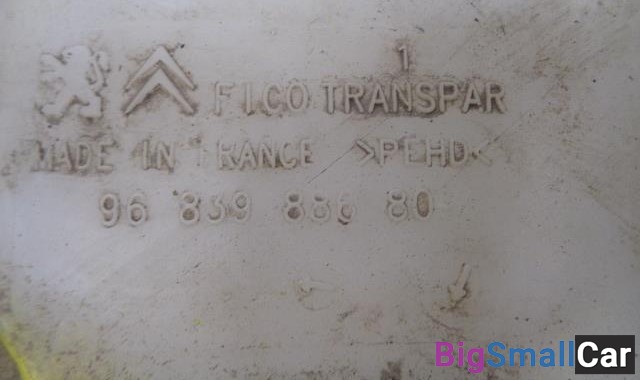 1
FICO TRANSPAR
MADE IN FRANCE >PEHD<
96 839 886 80
BigSmallCar